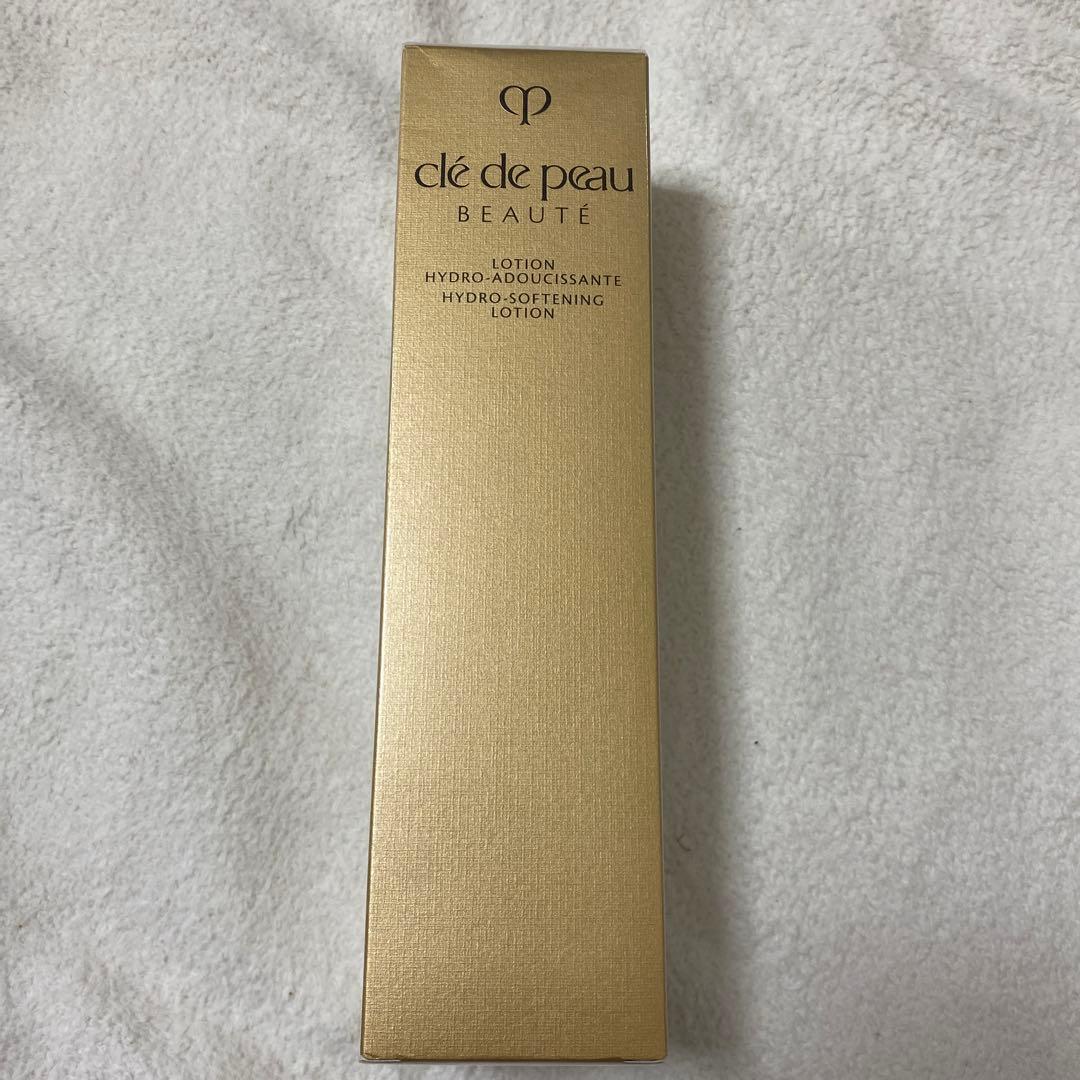 clé de peau
BEAUTÉ
LOTION
HYDRO-ADOUCISSANTE
HYDRO-SOFTENING
LOTION